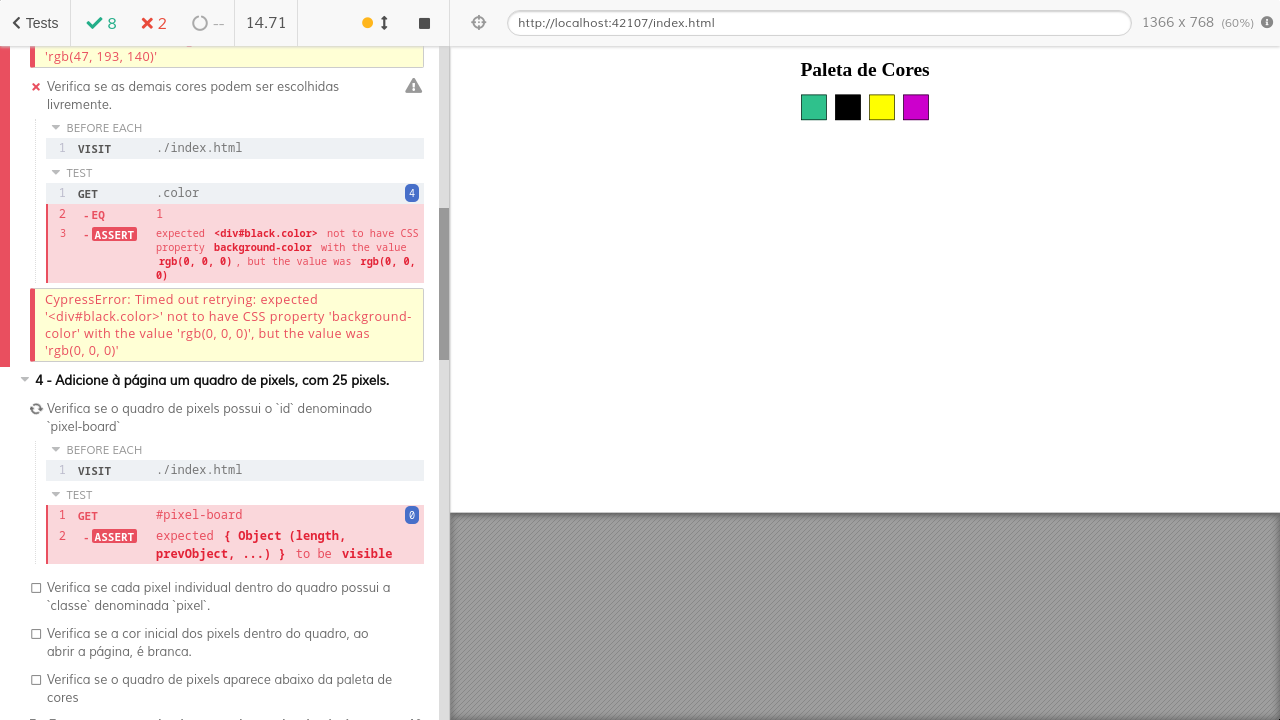 Tests 8 2 -- 14.71 http://localhost:42107/index.html 1366 x 768 (60%)
'rgb(47, 193, 140)'
Verifica se as demais cores podem ser escolhidas
livremente.
BEFORE EACH
1 VISIT ./index.html
TEST
1 GET .color 4
2 - EQ 1
3 - ASSERT expected <div#black.color> not to have CSS
property background-color with the value
rgb(0, 0, 0) , but the value was rgb(0, 0,
0)
CypressError: Timed out retrying: expected
'<div#black.color>' not to have CSS property 'background-
color' with the value 'rgb(0, 0, 0)', but the value was
'rgb(0, 0, 0)'
4 - Adicione à página um quadro de pixels, com 25 pixels.
Verifica se o quadro de pixels possui o `id` denominado
`pixel-board`
BEFORE EACH
1 VISIT ./index.html
TEST
1 GET #pixel-board 0
2 - ASSERT expected { Object (length,
prevObject, ...) } to be visible
Verifica se cada pixel individual dentro do quadro possui a
`classe` denominada `pixel`.
Verifica se a cor inicial dos pixels dentro do quadro, ao
abrir a página, é branca.
Verifica se o quadro de pixels aparece abaixo da paleta de
cores
Paleta de Cores